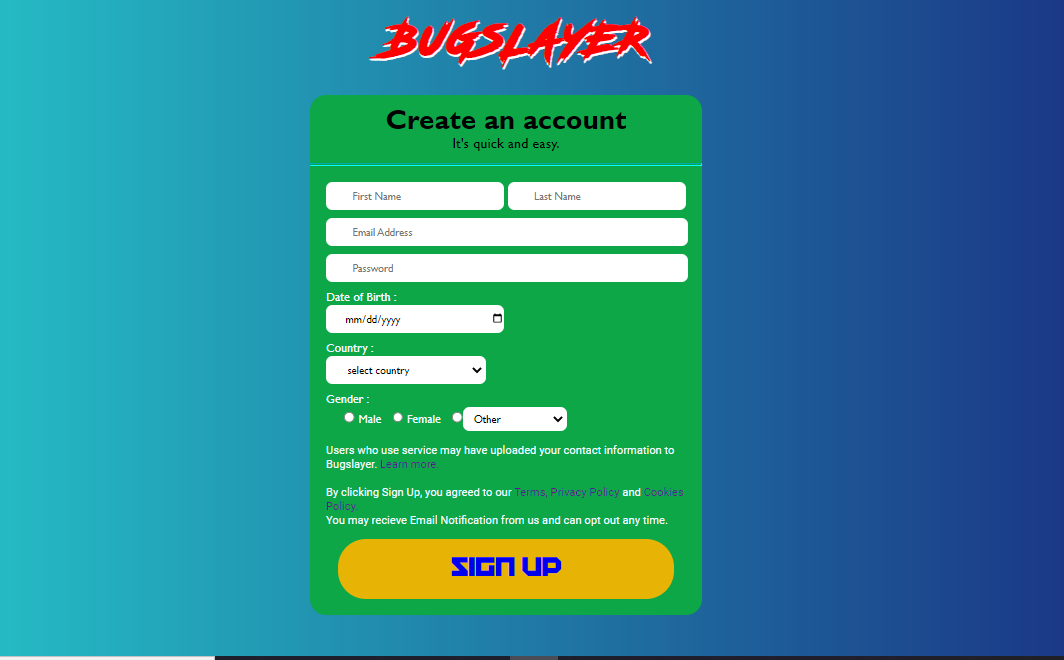 BUGSLAYER
Create an account
It's quick and easy.
First Name Last Name
Email Address
Password
Date of Birth :
mm/dd/yyyy
Country :
select country
Gender :
Male Female Other
Users who use service may have uploaded your contact information to
Bugslayer. Learn more.
By clicking Sign Up, you agreed to our Terms, Privacy Policy and Cookies
Policy.
You may recieve Email Notification from us and can opt out any time.
SIGN UP